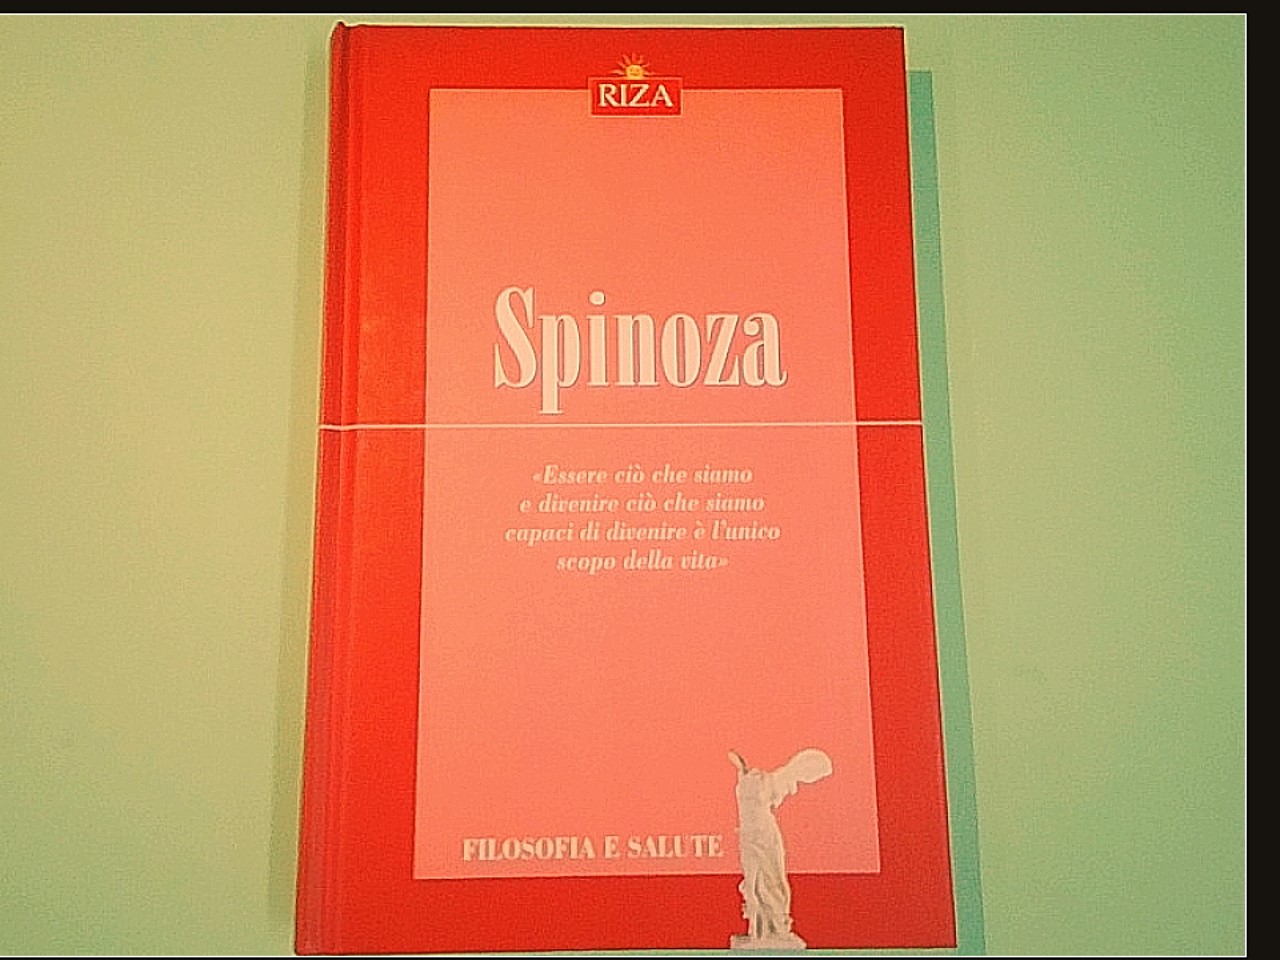 RIZA
Spinoza
«Essere ciò che siamo
e divenire ciò che siamo
capaci di divenire è l'unico
scopo della vita»
FILOSOFIA E SALUTE